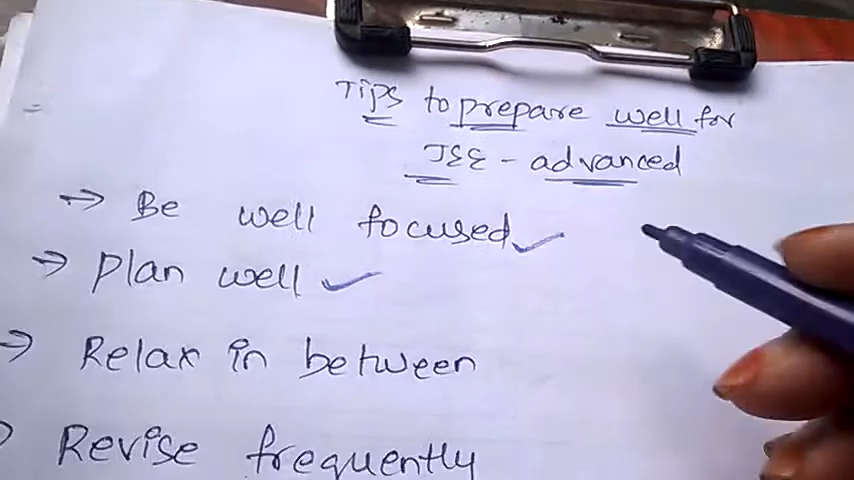 Tips to prepare well for
JEE - advanced
→ Be well focused ✓
→ Plan well ✓
→ Relax in between
→ Revise frequently